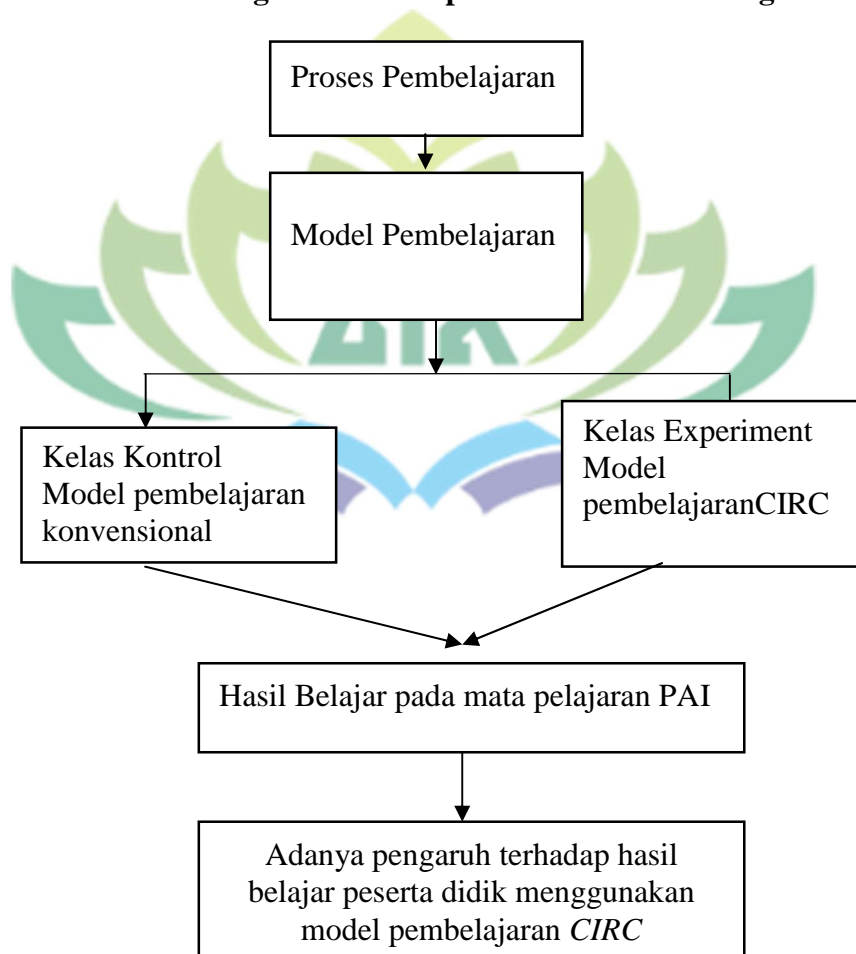 Proses Pembelajaran
Model Pembelajaran
Kelas Kontrol
Model pembelajaran
konvensional
Kelas Experiment
Model
pembelajaranCIRC
Hasil Belajar pada mata pelajaran PAI
Adanya pengaruh terhadap hasil
belajar peserta didik menggunakan
model pembelajaran CIRC